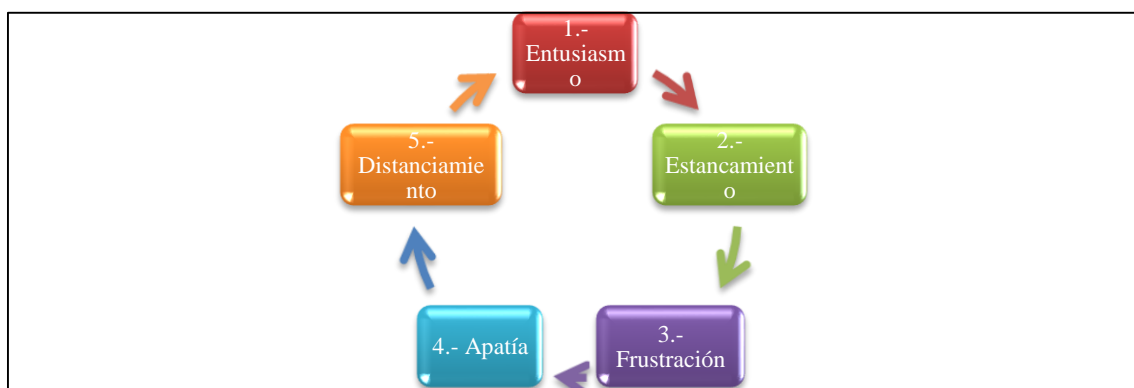 1.-
Entusiasm
o
2.-
Estancamient
o
3.-
Frustración
4.- Apatía
5.-
Distanciamie
nto